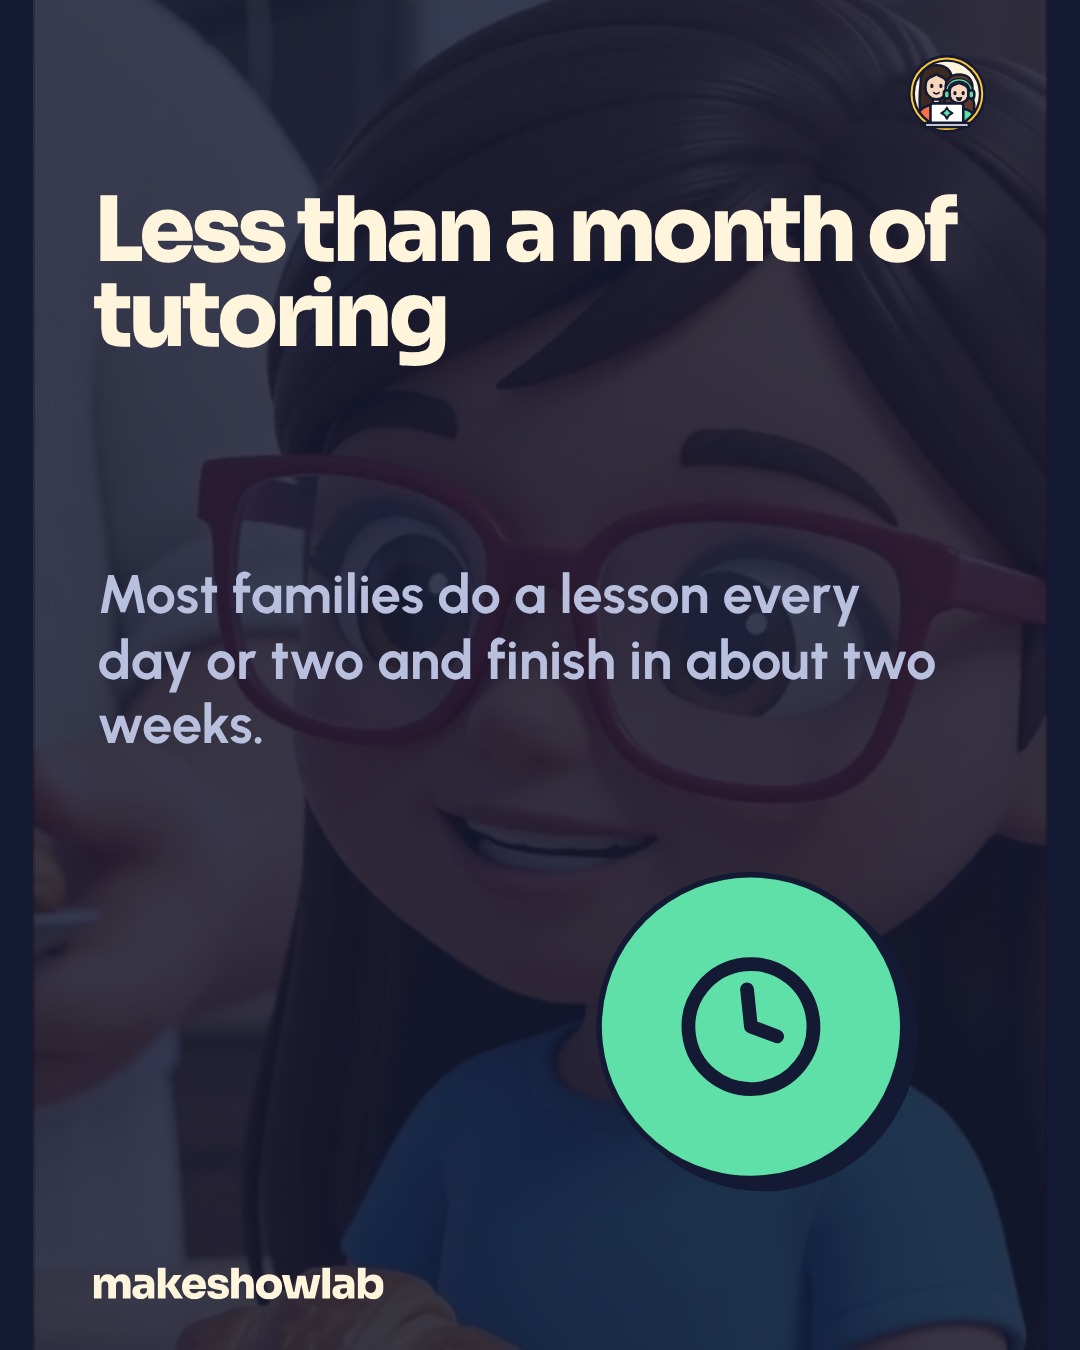 Less than a month of
tutoring
Most families do a lesson every
day or two and finish in about two
weeks.
makeshowlab